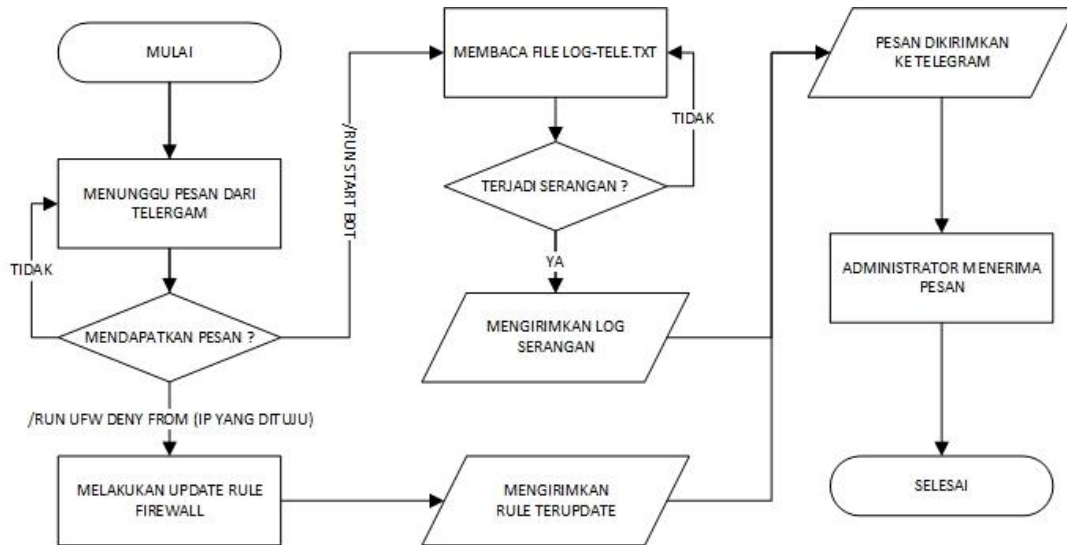 MULAI
MENUNGGU PESAN DARI
TELERGAM
TIDAK
MENDAPATKAN PESAN ?
/RUN UFW DENY FROM (IP YANG DITUJU)
MELAKUKAN UPDATE RULE
FIREWALL
/RUN START BOT
MEMBACA FILE LOG-TELE.TXT
TIDAK
TERJADI SERANGAN ?
YA
MENGIRIMKAN LOG
SERANGAN
MENGIRIMKAN
RULE TERUPDATE
PESAN DIKIRIMKAN
KE TELEGRAM
ADMINISTRATOR MENERIMA
PESAN
SELESAI